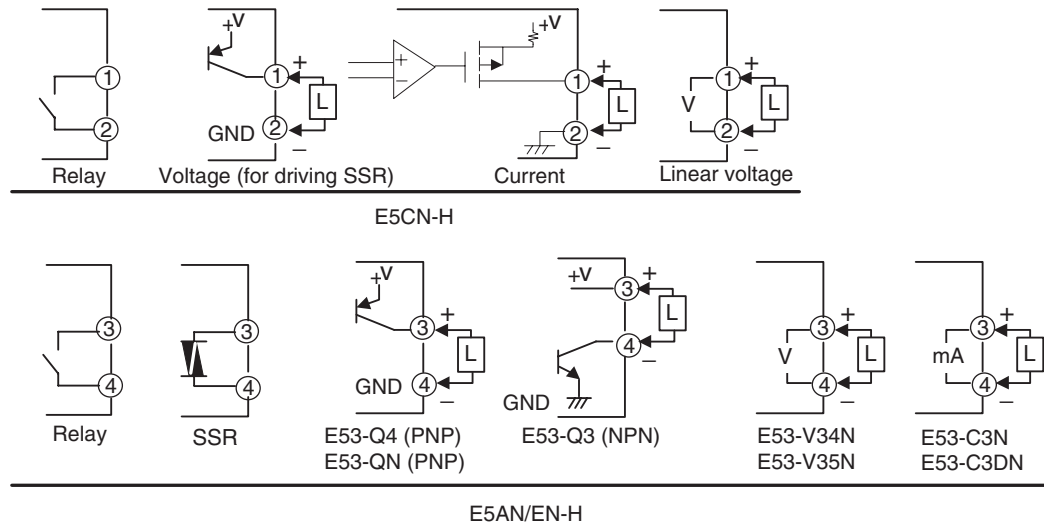 +V
+V
1
2
1
+
L
GND
2
−
+
−
1
+
L
2
−
V
1
+
L
2
−
Relay
Voltage (for driving SSR)
Current
Linear voltage
E5CN-H
3
4
3
4
+V
3
+
L
GND
4
−
+V
3
+
L
4
−
GND
V
3
+
L
4
−
mA
3
+
L
4
−
Relay
SSR
E53-Q4 (PNP)
E53-QN (PNP)
E53-Q3 (NPN)
E53-V34N
E53-V35N
E53-C3N
E53-C3DN
E5AN/EN-H